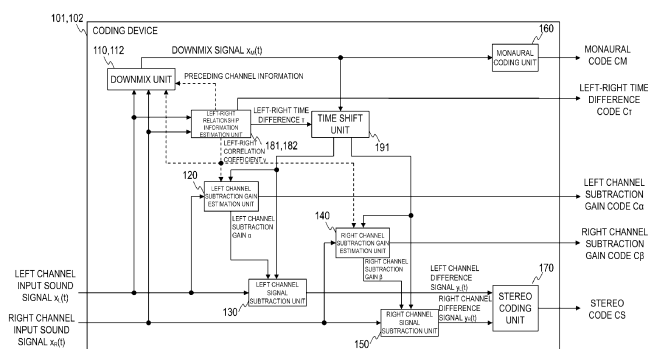 101,102
CODING DEVICE
110,112
DOWNMIX SIGNAL xM(t)
160
DOWNMIX UNIT
PRECEDING CHANNEL INFORMATION
MONAURAL
CODING UNIT
MONAURAL
CODE CM
LEFT-RIGHT
RELATIONSHIP
INFORMATION
ESTIMATION UNIT
LEFT-RIGHT TIME
DIFFERENCE τ
TIME SHIFT
UNIT
LEFT-RIGHT TIME
DIFFERENCE
CODE Cτ
181,182
191
LEFT-RIGHT
CORRELATION
COEFFICIENT γ
120
LEFT CHANNEL
SUBTRACTION GAIN
ESTIMATION UNIT
LEFT CHANNEL
SUBTRACTION
GAIN CODE Cα
LEFT CHANNEL
SUBTRACTION
GAIN α
140
RIGHT CHANNEL
SUBTRACTION GAIN
ESTIMATION UNIT
RIGHT CHANNEL
SUBTRACTION
GAIN CODE Cβ
RIGHT CHANNEL
SUBTRACTION
GAIN β
LEFT CHANNEL
DIFFERENCE
SIGNAL yL(t)
170
LEFT CHANNEL
INPUT SOUND
SIGNAL xL(t)
LEFT CHANNEL
SIGNAL
SUBTRACTION UNIT
130
RIGHT CHANNEL
DIFFERENCE
SIGNAL yR(t)
STEREO
CODING
UNIT
STEREO
CODE CS
RIGHT CHANNEL
INPUT SOUND
SIGNAL xR(t)
RIGHT CHANNEL
SIGNAL
SUBTRACTION UNIT
150